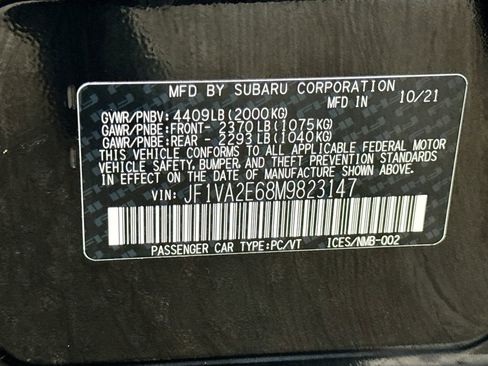 MFD BY SUBARU CORPORATION
MFD IN 10/21
GVWR/PNBV: 4409LB(2000KG)
GAWR/PNBE:FRONT- 2370LB(1075KG)
GAWR/PNBE:REAR - 2293LB(1040KG)
THIS VEHICLE CONFORMS TO ALL APPLICABLE FEDERAL MOTOR
VEHICLE SAFETY, BUMPER, AND THEFT PREVENTION STANDARDS
IN EFFECT ON THE DATE OF MANUFACTURE SHOWN ABOVE.
VIN: JF1VA2E68M9823147
PASSENGER CAR TYPE:PC/VT ICES/NMB-002